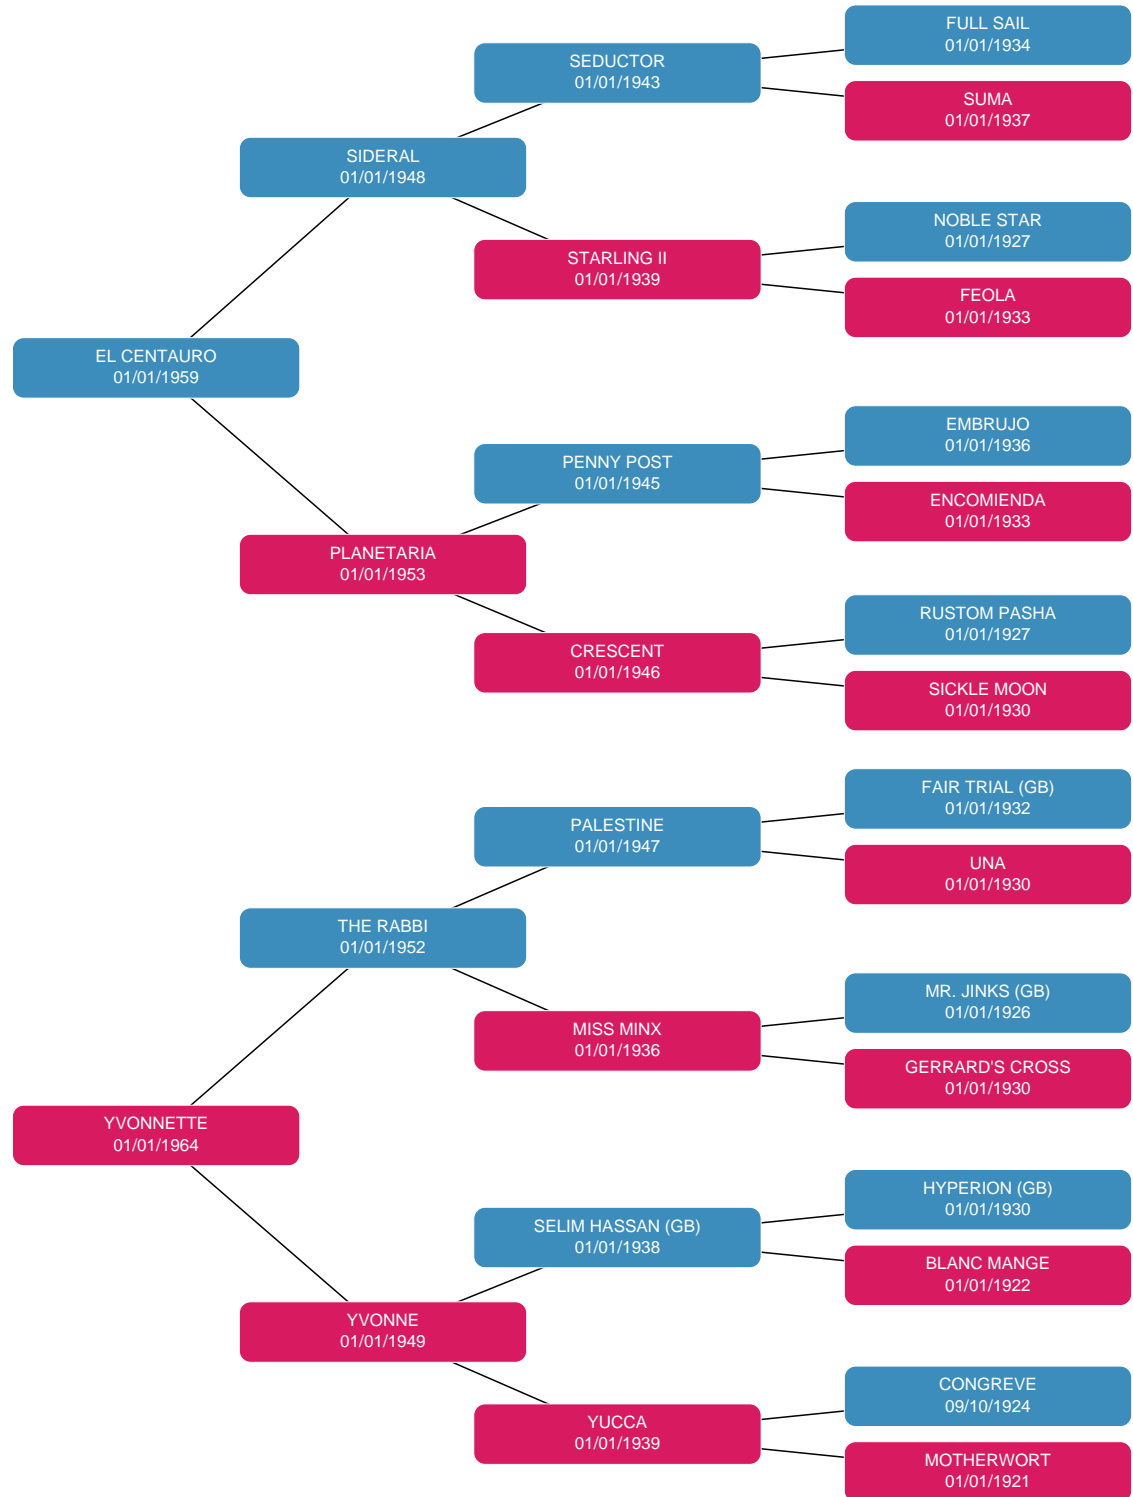 FULL SAIL
01/01/1934
SEDUCTOR
01/01/1943
SUMA
01/01/1937
SIDERAL
01/01/1948
NOBLE STAR
01/01/1927
STARLING II
01/01/1939
FEOLA
01/01/1933
EL CENTAURO
01/01/1959
EMBRUJO
01/01/1936
PENNY POST
01/01/1945
ENCOMIENDA
01/01/1933
PLANETARIA
01/01/1953
RUSTOM PASHA
01/01/1927
CRESCENT
01/01/1946
SICKLE MOON
01/01/1930
FAIR TRIAL (GB)
01/01/1932
PALESTINE
01/01/1947
UNA
01/01/1930
THE RABBI
01/01/1952
MR. JINKS (GB)
01/01/1926
MISS MINX
01/01/1936
GERRARD'S CROSS
01/01/1930
YVONNETTE
01/01/1964
HYPERION (GB)
01/01/1930
SELIM HASSAN (GB)
01/01/1938
BLANC MANGE
01/01/1922
YVONNE
01/01/1949
CONGREVE
09/10/1924
YUCCA
01/01/1939
MOTHERWORT
01/01/1921